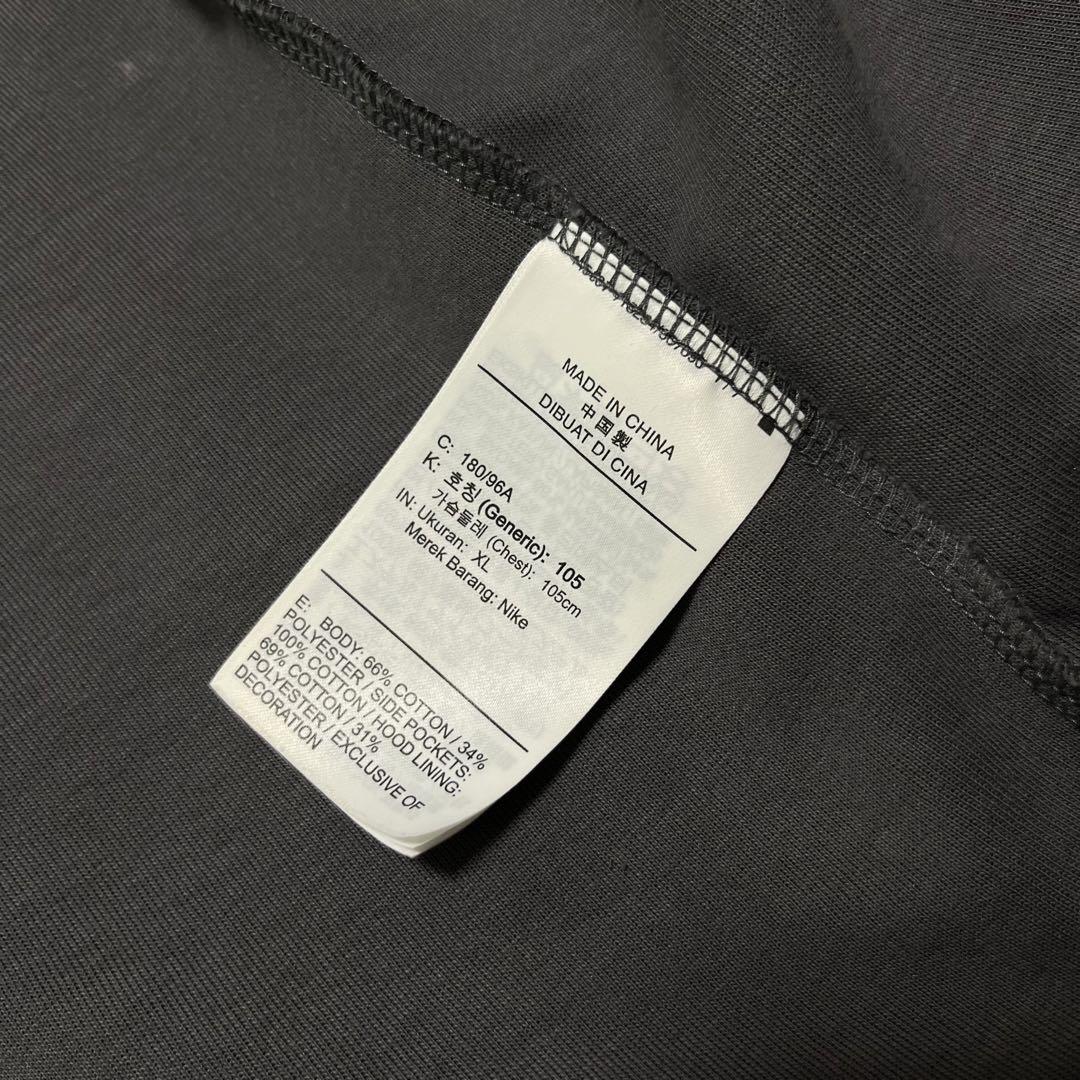 MADE IN CHINA
中国製
DIBUAT DI CINA
C: 180/96A
K: 호칭 (Generic): 105
가슴둘레 (Chest): 105cm
IN: Ukuran: XL
Merek Barang: Nike
E: BODY: 66% COTTON / 34%
POLYESTER / SIDE POCKETS:
100% COTTON / HOOD LINING:
69% COTTON / 31%
POLYESTER / EXCLUSIVE OF
DECORATION